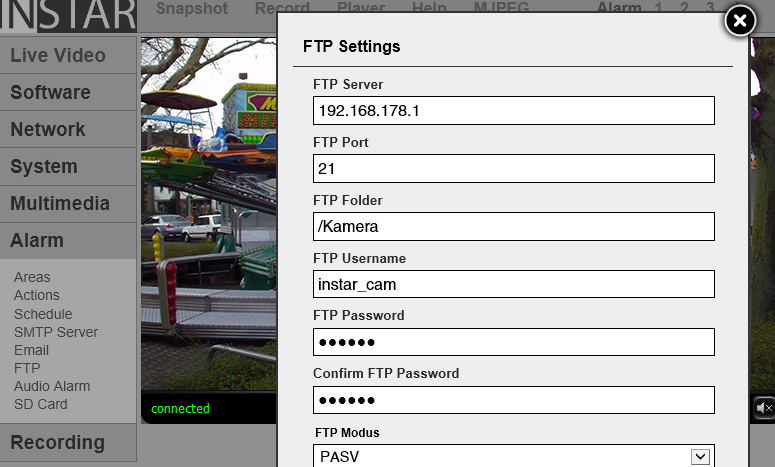 INSTAR
Snapshot Record Player Help MJPEG Alarm 1 2 3
Live Video
Software
Network
System
Multimedia
Alarm
Areas
Actions
Schedule
SMTP Server
Email
FTP
Audio Alarm
SD Card
Recording
connected
FTP Settings
FTP Server
192.168.178.1
FTP Port
21
FTP Folder
/Kamera
FTP Username
instar_cam
FTP Password
●●●●●●
Confirm FTP Password
●●●●●●
FTP Modus
PASV